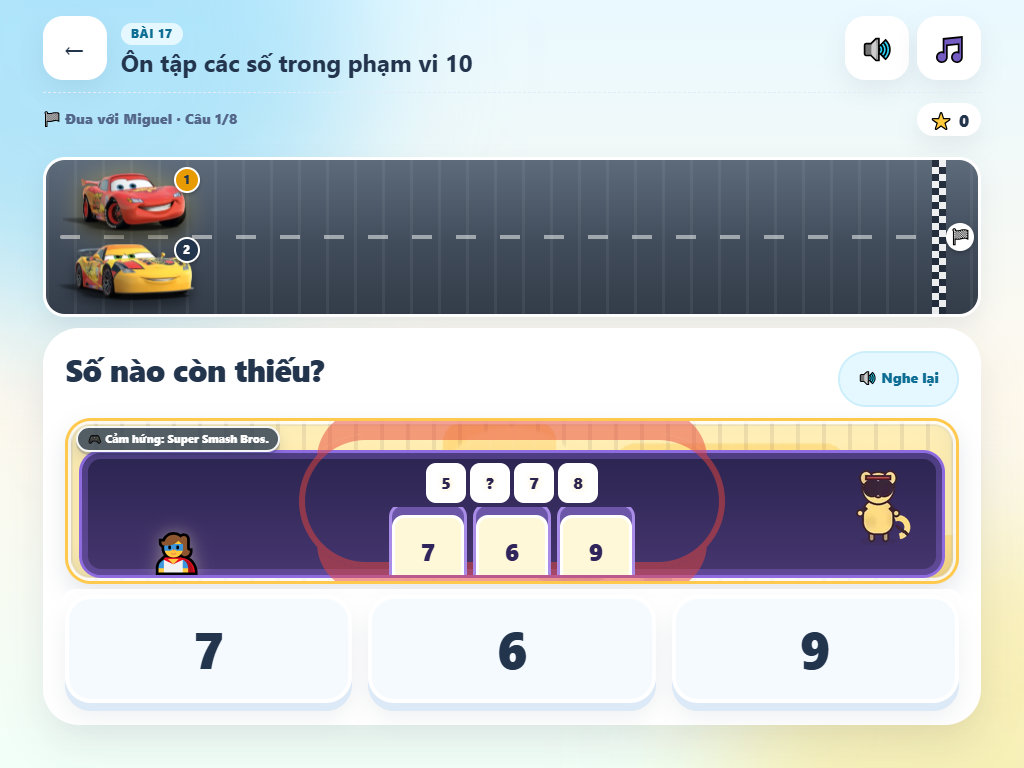 ←
BÀI 17
Ôn tập các số trong phạm vi 10
Đua với Miguel · Câu 1/8
0
1
2
Số nào còn thiếu?
Nghe lại
Cảm hứng: Super Smash Bros.
5 ? 7 8
7 6 9
7 6 9